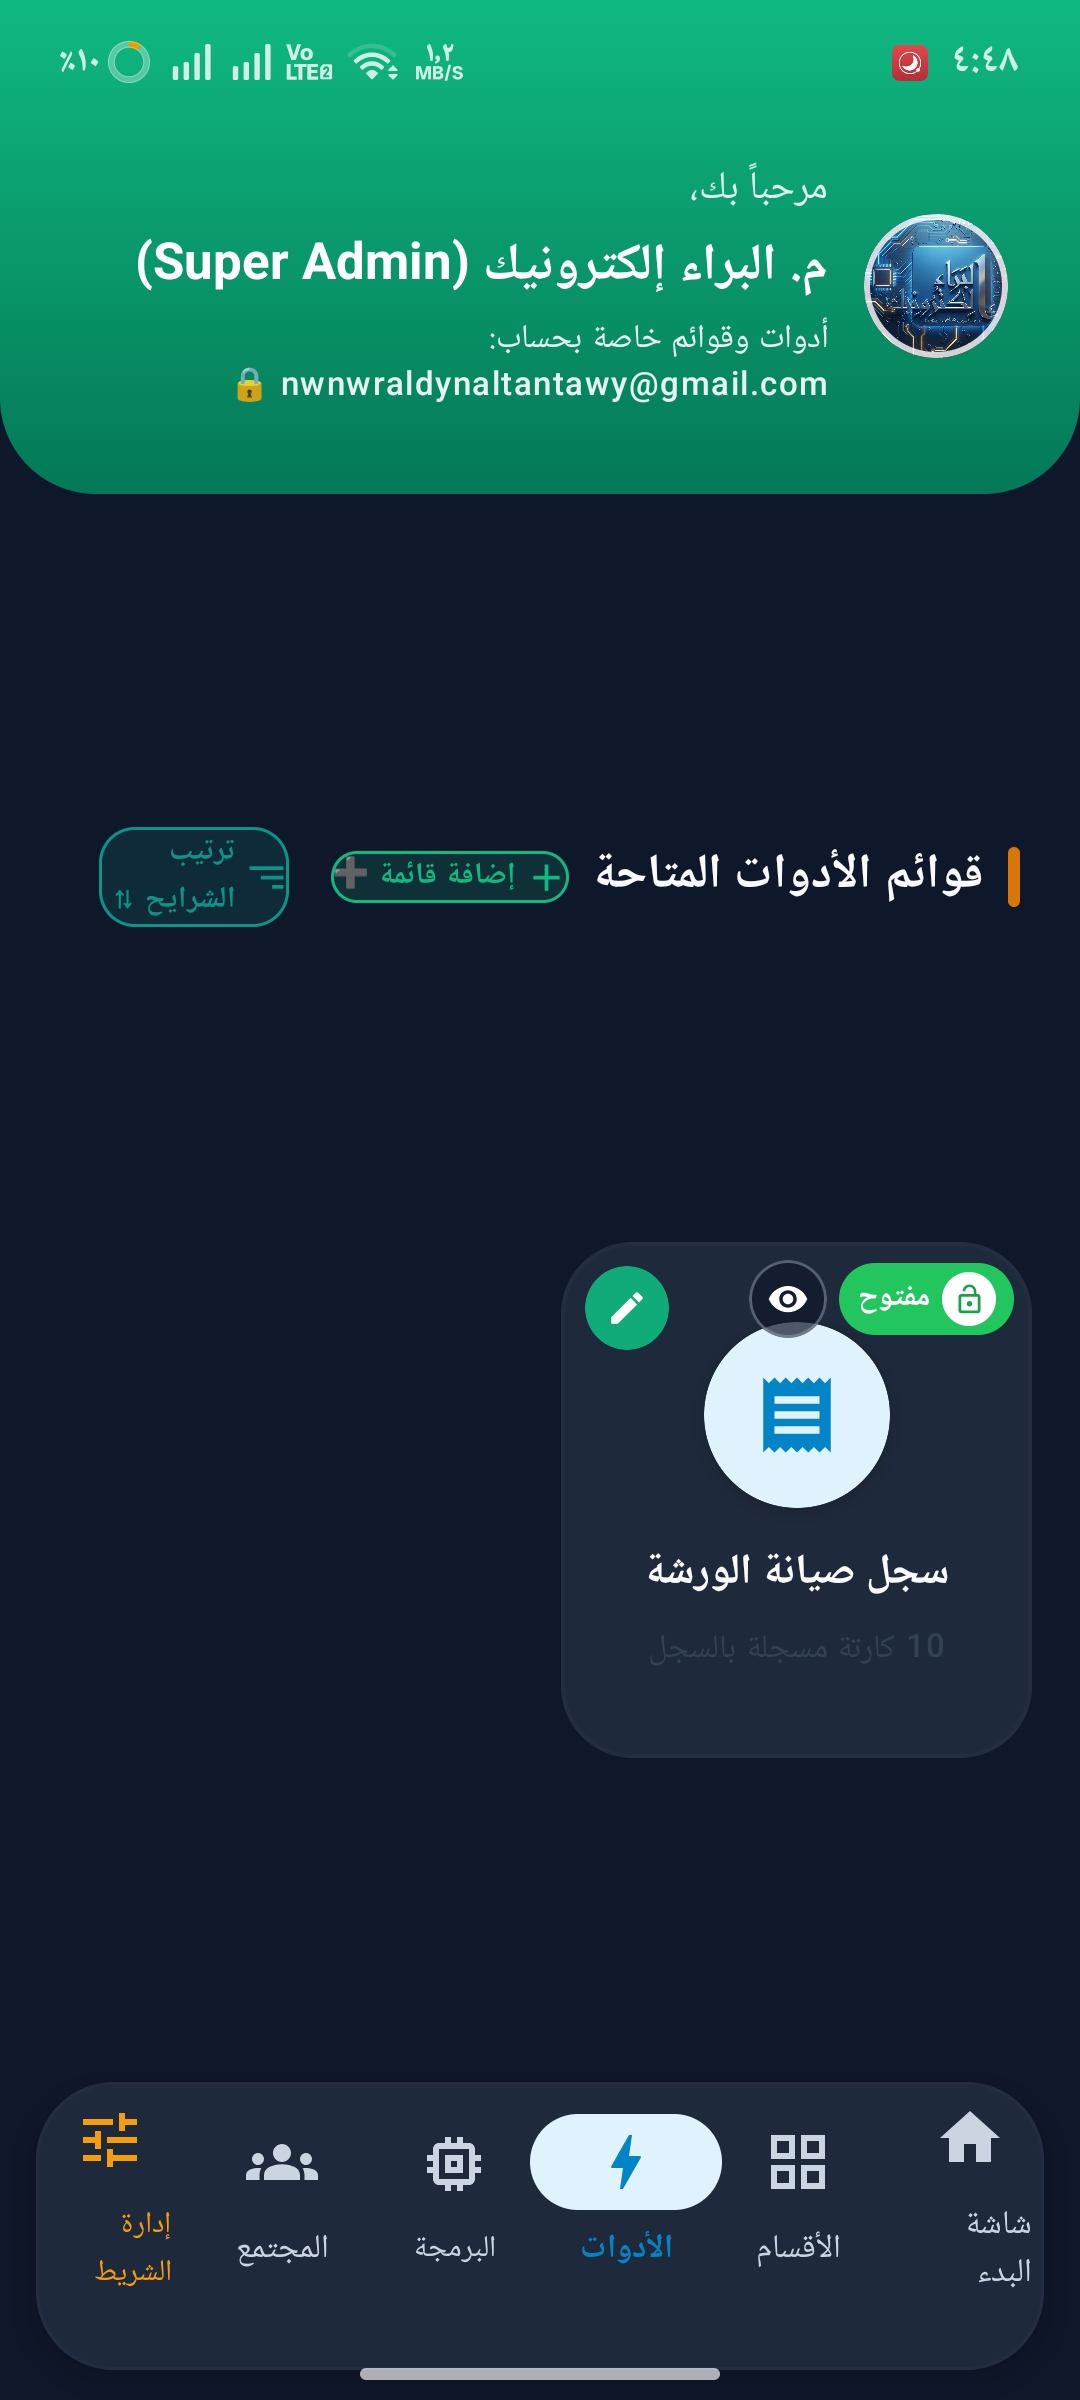 ٤:٤٨
١,٢ MB/S
Vo LTE2
٪١٠
مرحباً بك،
م. البراء إلكترونيك (Super Admin)
أدوات وقوائم خاصة بحساب:
nwnwraldynaltantawy@gmail.com 🔒
قوائم الأدوات المتاحة
إضافة قائمة ➕
ترتيب
الشرايح ⇅
مفتوح
سجل صيانة الورشة
10 كارتة مسجلة بالسجل
شاشة
البدء
الأقسام
الأدوات
البرمجة
المجتمع
إدارة
الشريط